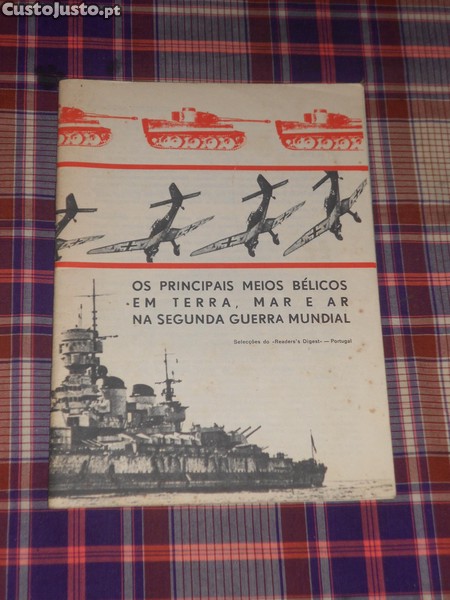 CustoJusto.pt
OS PRINCIPAIS MEIOS BÉLICOS
EM TERRA, MAR E AR
NA SEGUNDA GUERRA MUNDIAL
Selecções do «Reader's Digest» — Portugal